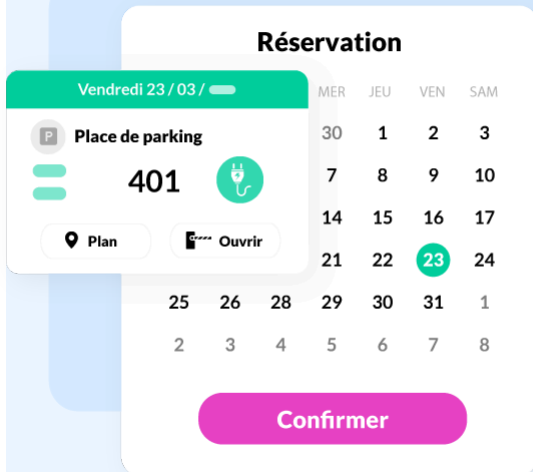 Réservation
Vendredi 23 / 03 /
P Place de parking
401
Plan Ouvrir
MER JEU VEN SAM
30 1 2 3
7 8 9 10
14 15 16 17
21 22 23 24
25 26 28 29 30 31 1
2 3 4 5 6 7 8
Confirmer